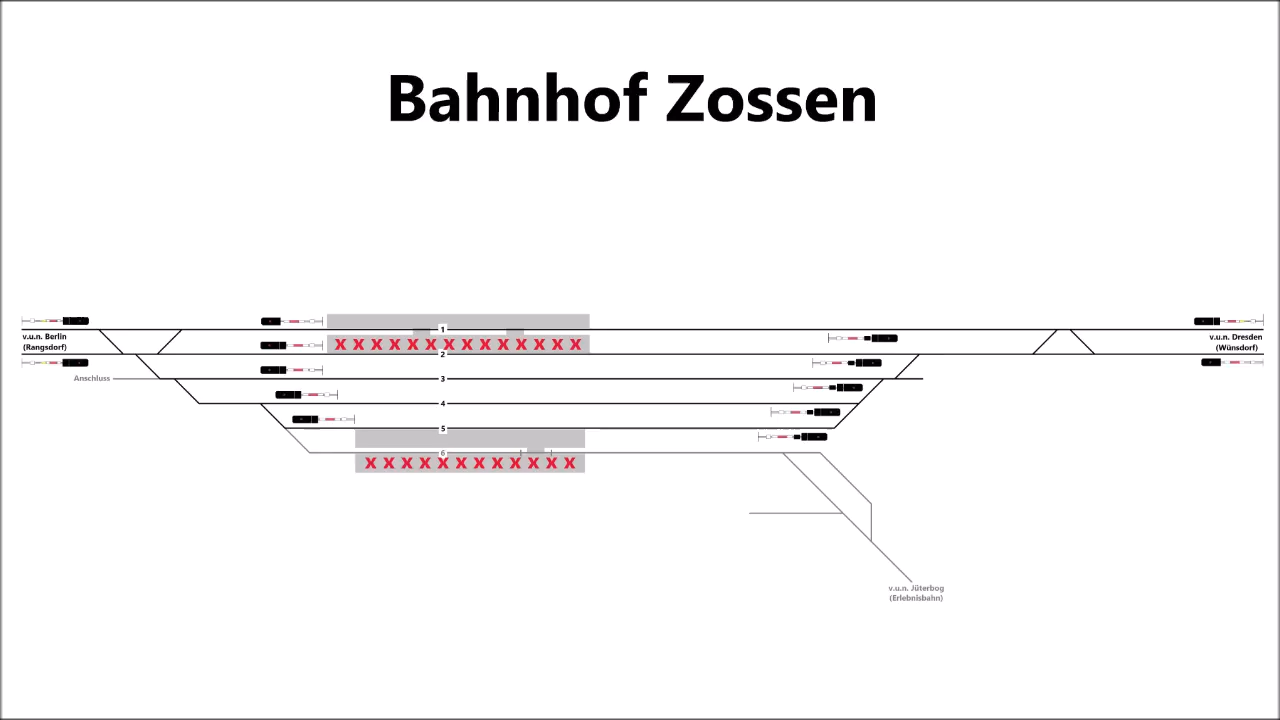 Bahnhof Zossen
1
v.u.n. Berlin
(Rangsdorf)
v.u.n. Dresden
(Wünsdorf)
X X X X X X X X X X X X X X
2
Anschluss
3
4
5
6
X X X X X X X X X X X X
v.u.n. Jüterbog
(Erlebnisbahn)